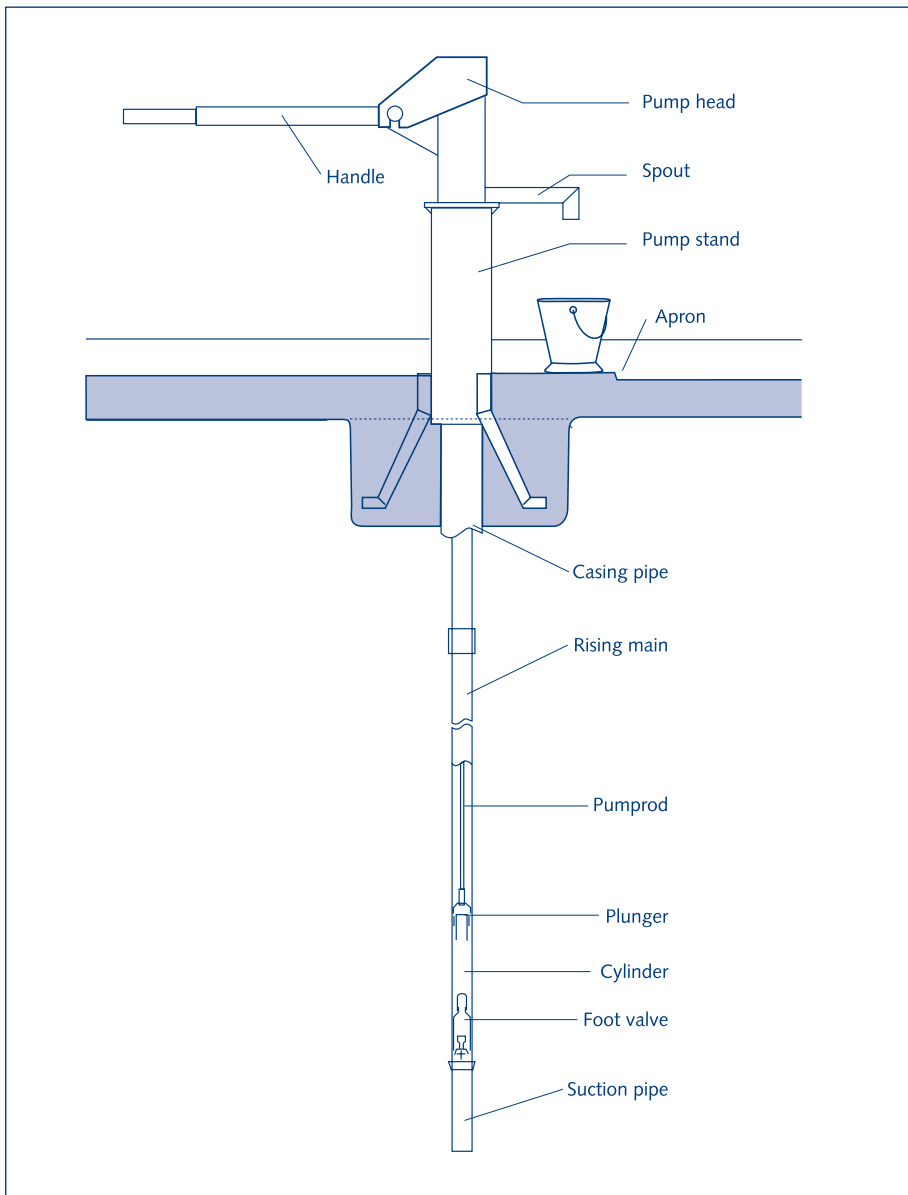 Pump head
Spout
Handle
Pump stand
Apron
Casing pipe
Rising main
Pumprod
Plunger
Cylinder
Foot valve
Suction pipe